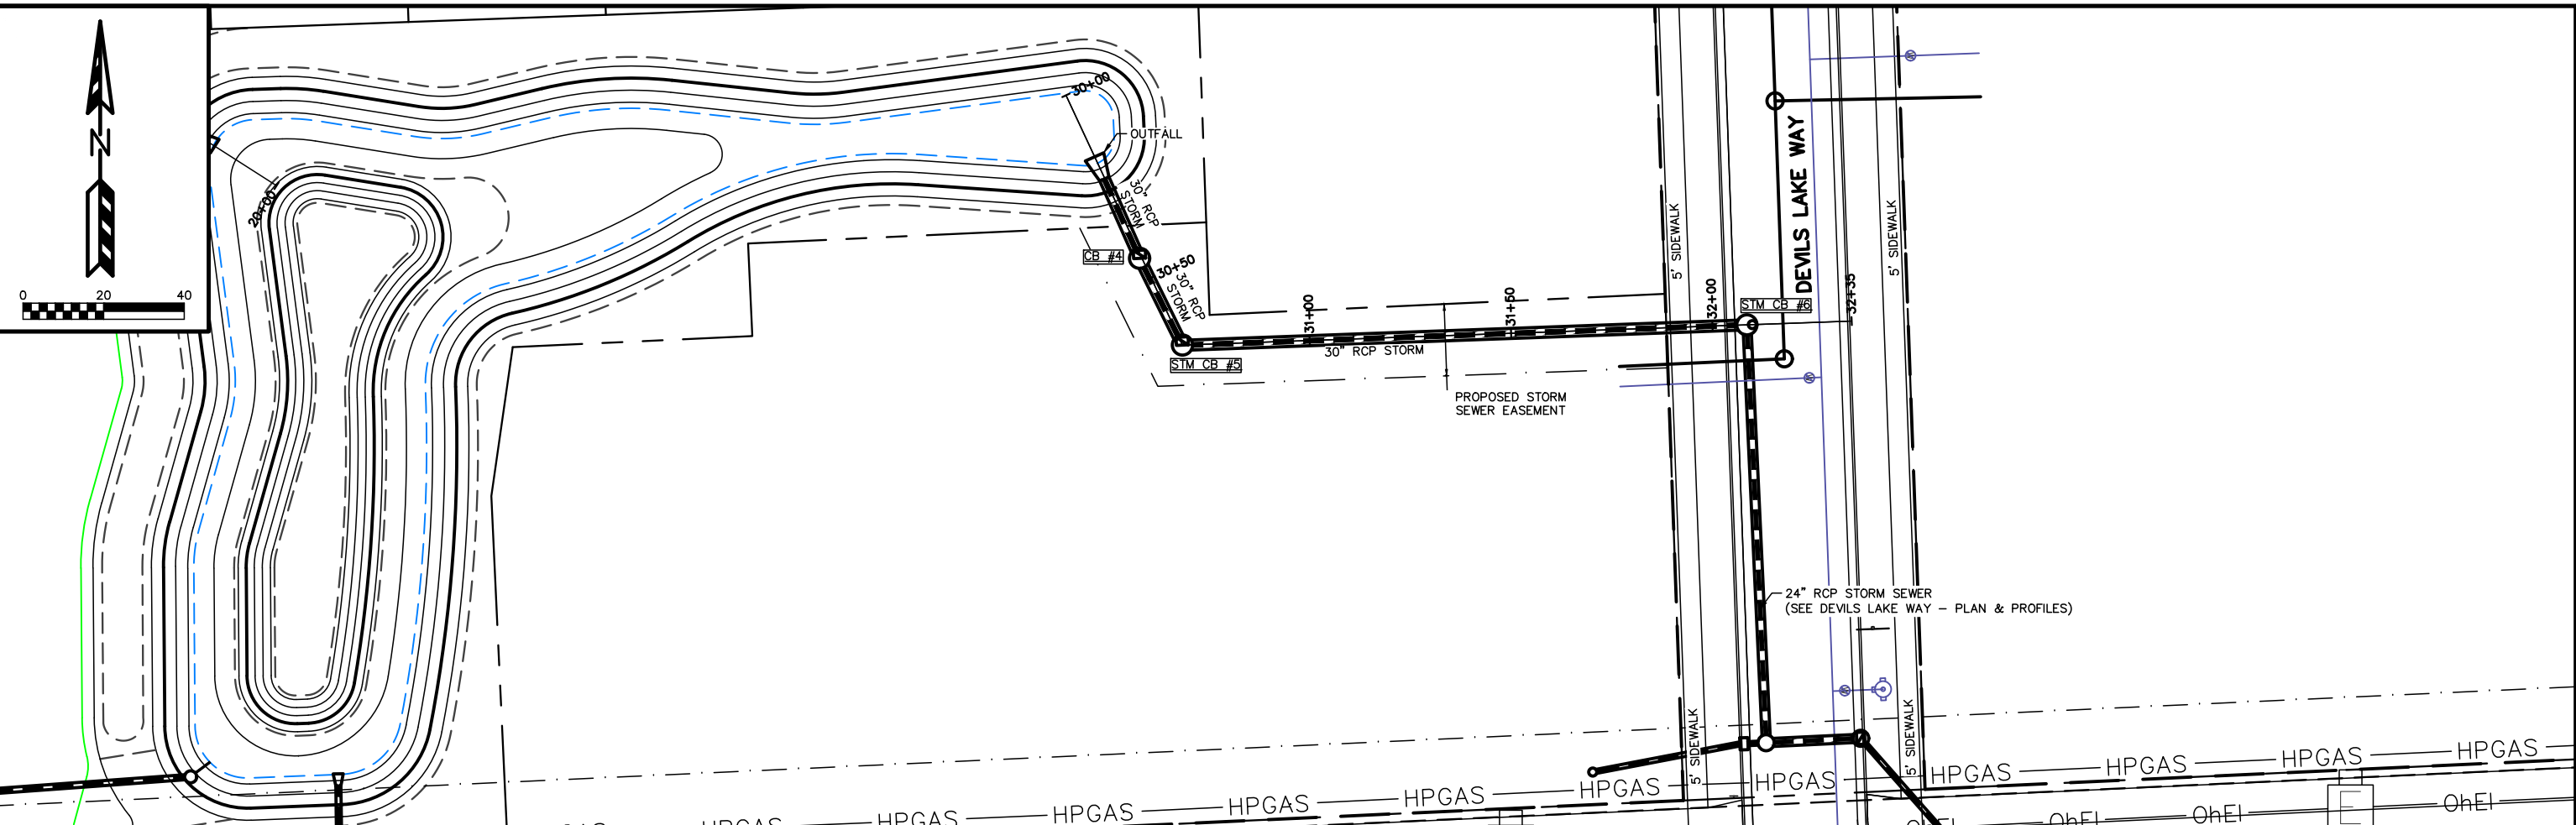 N
0 20 40
20+00
30+00
OUTFALL
30" RCP
STORM
CB #4
30+50
30" RCP
STORM
STM CB #5
31+00
30" RCP STORM
31+50
PROPOSED STORM
SEWER EASEMENT
32+00
STM CB #6
32+35
5' SIDEWALK
DEVILS LAKE WAY
5' SIDEWALK
W
W
24" RCP STORM SEWER
(SEE DEVILS LAKE WAY – PLAN & PROFILES)
W
5' SIDEWALK
5' SIDEWALK
HPGAS HPGAS HPGAS HPGAS HPGAS HPGAS HPGAS HPGAS HPGAS HPGAS HPGAS
E
OhEl OhEl OhEl